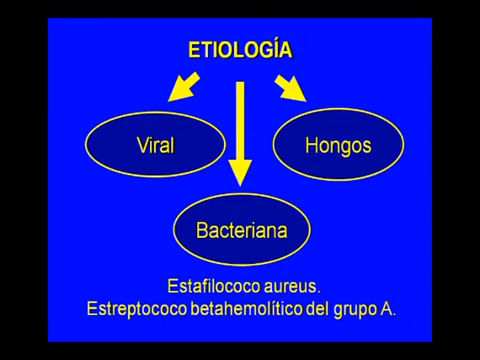 ETIOLOGÍA
Viral
Hongos
Bacteriana
Estafilococo aureus.
Estreptococo betahemolítico del grupo A.